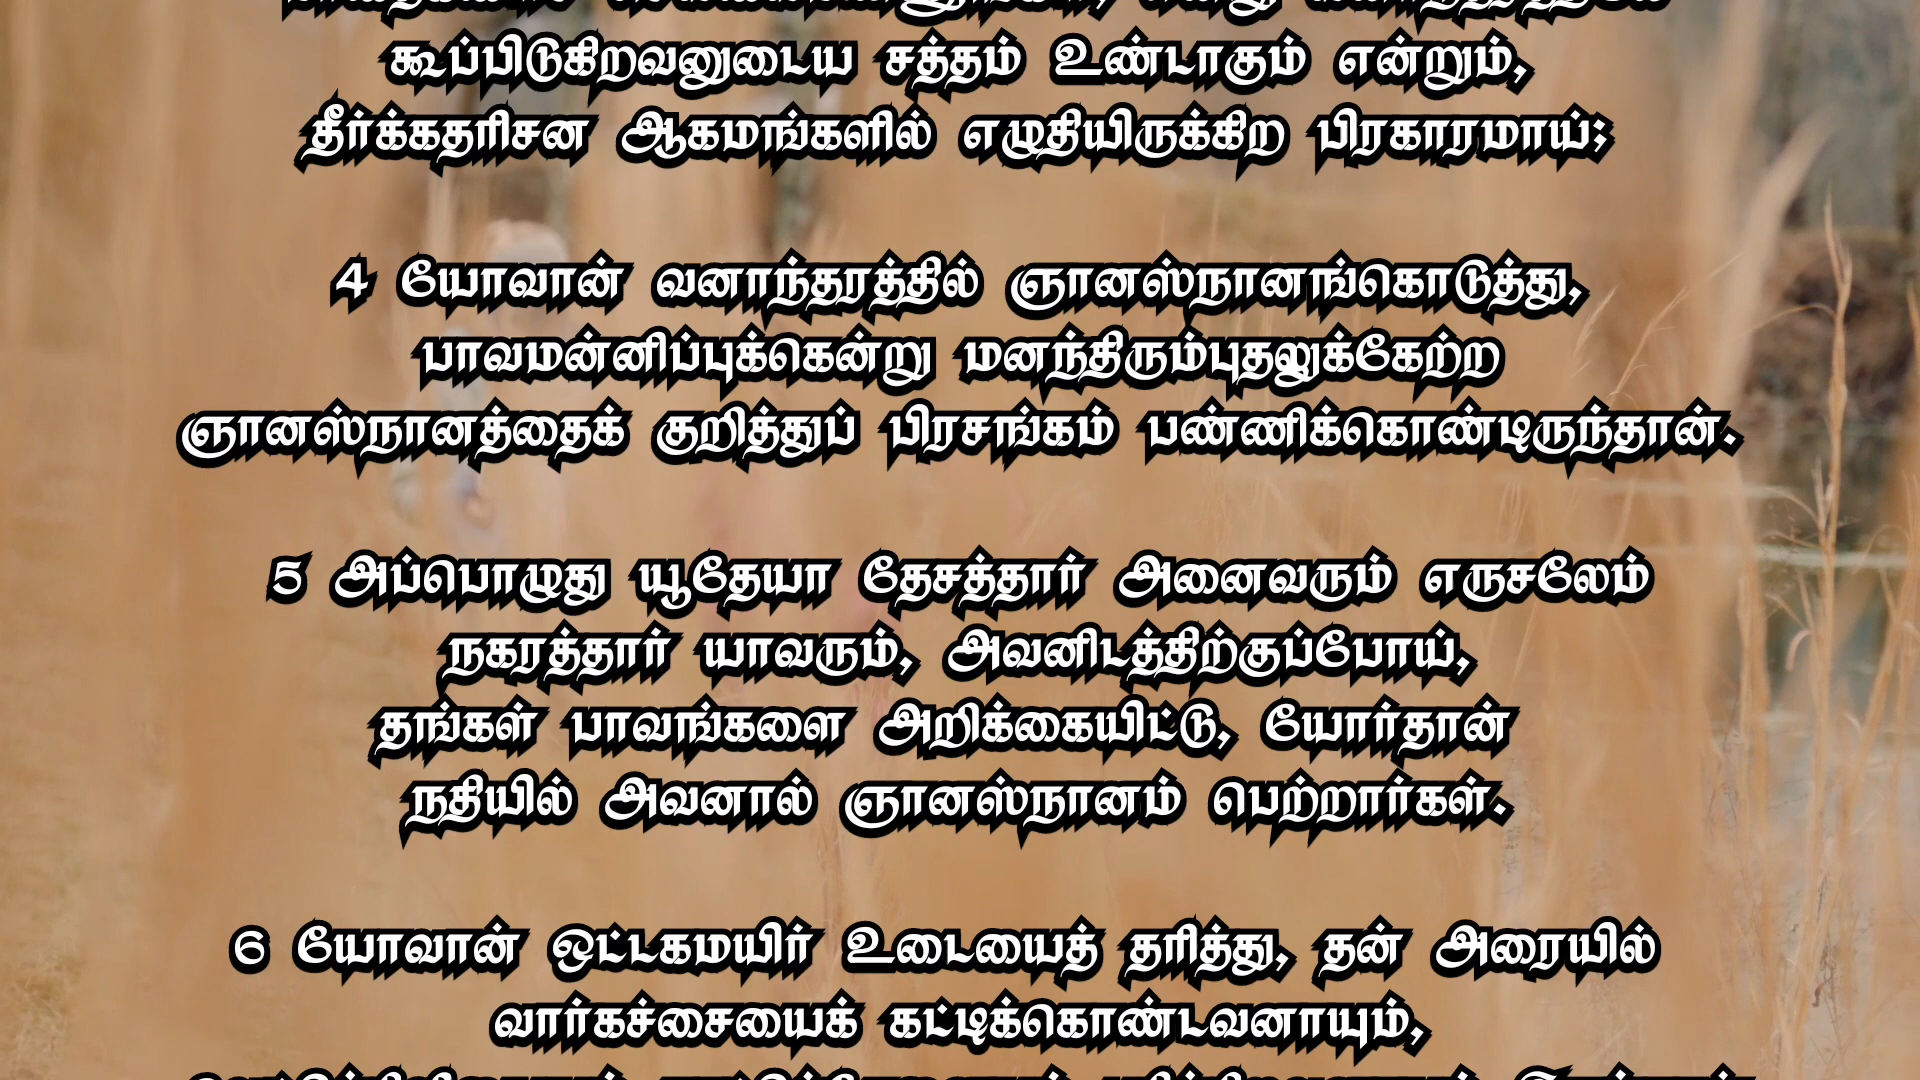 கூப்பிடுகிறவனுடைய சத்தம் உண்டாகும் என்றும்,
தீர்க்கதரிசன ஆகமங்களில் எழுதியிருக்கிற பிரகாரமாய்;
4 யோவான் வனாந்தரத்தில் ஞானஸ்நானங்கொடுத்து,
பாவமன்னிப்புக்கென்று மனந்திரும்புதலுக்கேற்ற
ஞானஸ்நானத்தைக் குறித்துப் பிரசங்கம் பண்ணிக்கொண்டிருந்தான்.
5 அப்பொழுது யூதேயா தேசத்தார் அனைவரும் எருசலேம்
நகரத்தார் யாவரும், அவனிடத்திற்குப்போய்,
தங்கள் பாவங்களை அறிக்கையிட்டு, யோர்தான்
நதியில் அவனால் ஞானஸ்நானம் பெற்றார்கள்.
6 யோவான் ஒட்டகமயிர் உடையைத் தரித்து, தன் அரையில்
வார்கச்சையைக் கட்டிக்கொண்டவனாயும்,